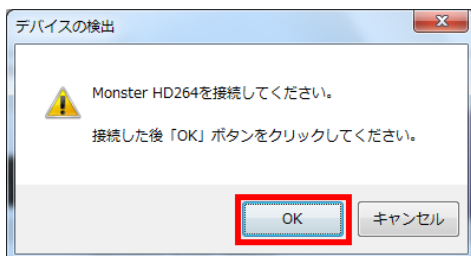 デバイスの検出
Monster HD264を接続してください。
接続した後「OK」ボタンをクリックしてください。
OK
キャンセル